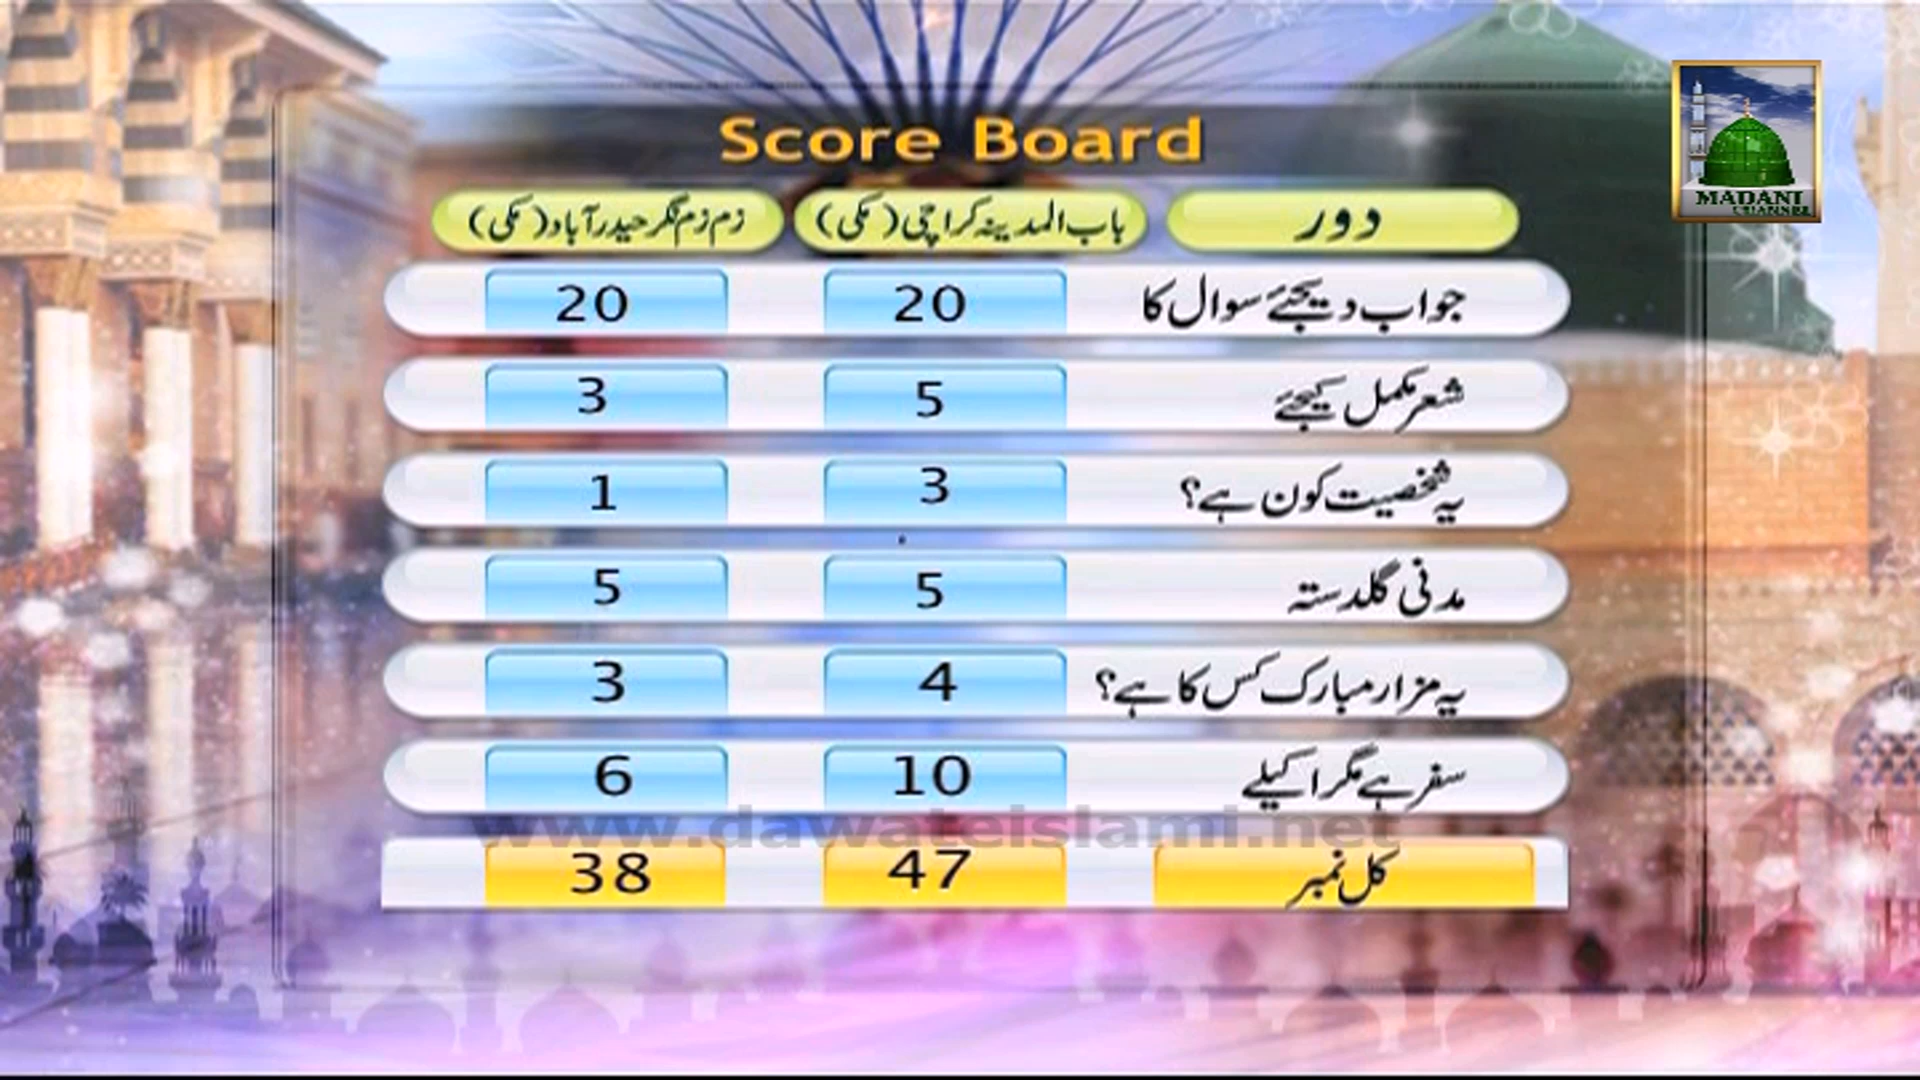 Score Board
MADANI
CHANNEL
دور باب المدینہ کراچی (مکی) زم زم نگر حیدرآباد (مکی)
جواب دیجئے سوال کا 20 20
شعر مکمل کیجئے 5 3
یہ شخصیت کون ہے؟ 3 1
مدنی گلدستہ 5 5
یہ مزار مبارک کس کا ہے؟ 4 3
سفر ہے مگر اکیلے 10 6
www.dawateislami.net
کل نمبر 47 38